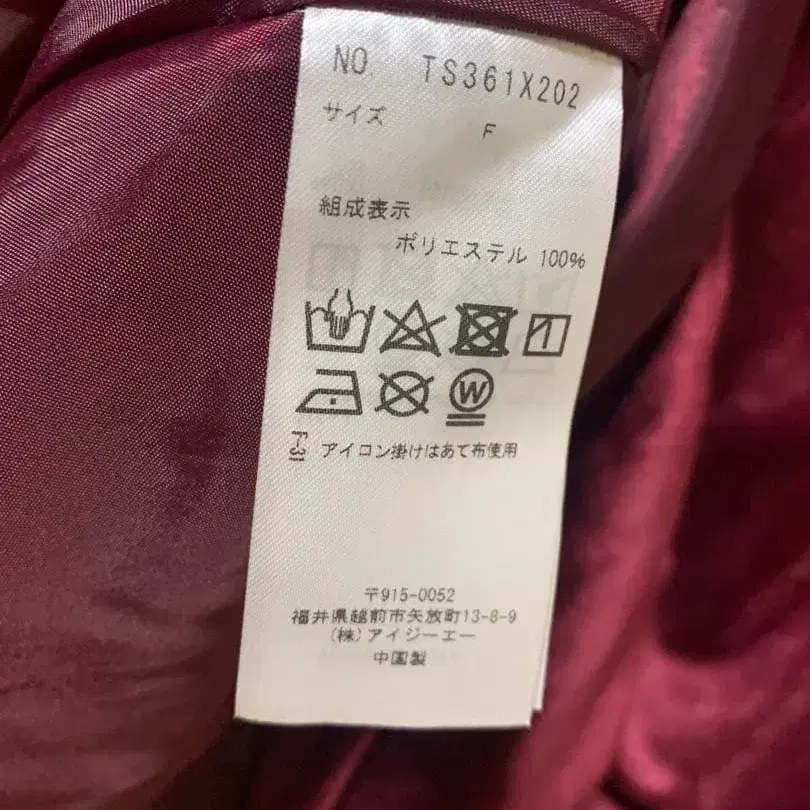 NO TS361X202
サイズ F
組成表示
ポリエステル 100%
W
F-31
アイロン掛けはあて布使用
〒915-0052
福井県越前市矢放町13-8-9
(株)アイジーエー
中国製